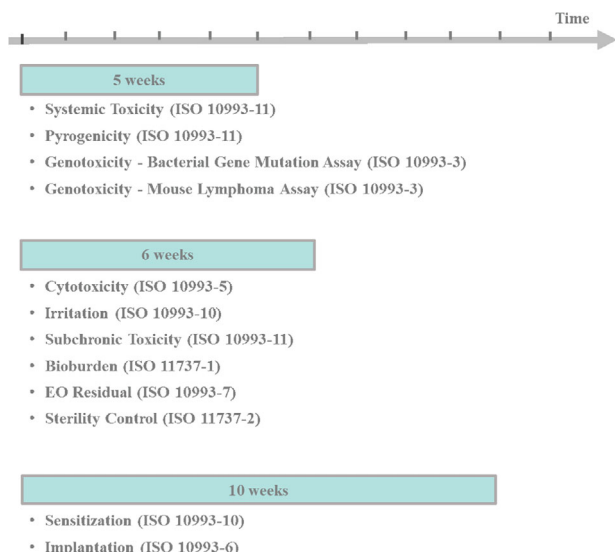 Time
5 weeks
• Systemic Toxicity (ISO 10993-11)
• Pyrogenicity (ISO 10993-11)
• Genotoxicity - Bacterial Gene Mutation Assay (ISO 10993-3)
• Genotoxicity - Mouse Lymphoma Assay (ISO 10993-3)
6 weeks
• Cytotoxicity (ISO 10993-5)
• Irritation (ISO 10993-10)
• Subchronic Toxicity (ISO 10993-11)
• Bioburden (ISO 11737-1)
• EO Residual (ISO 10993-7)
• Sterility Control (ISO 11737-2)
10 weeks
• Sensitization (ISO 10993-10)
• Implantation (ISO 10993-6)